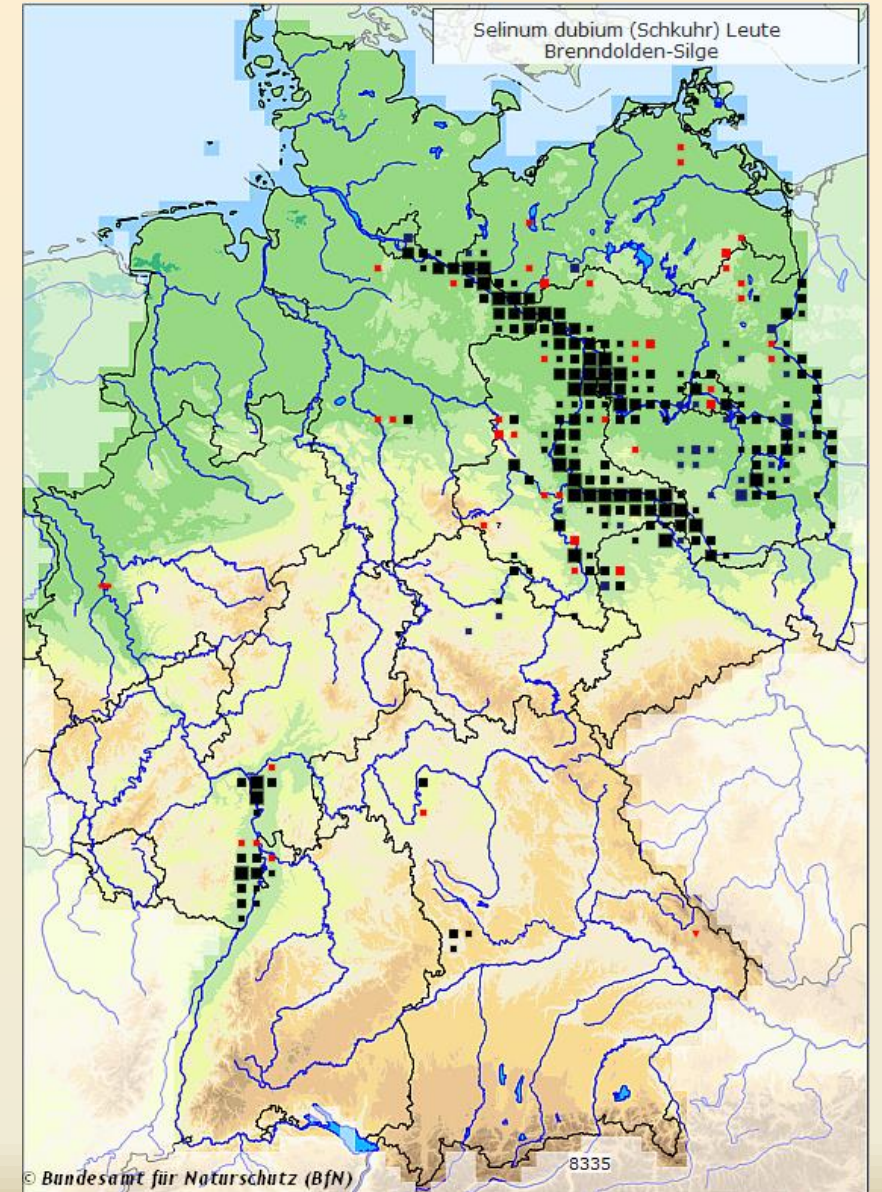 Selinum dubium (Schkuhr) Leute
Brenndolden-Silge
?
8335
© Bundesamt für Naturschutz (BfN)